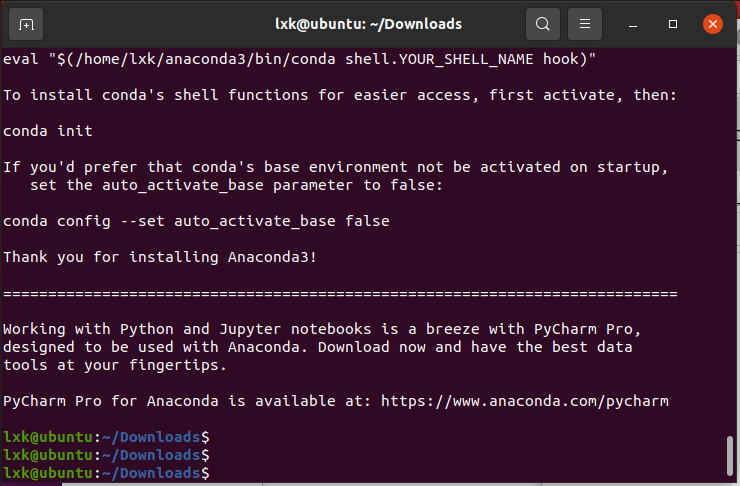 lxk@ubuntu: ~/Downloads
eval "$(/home/lxk/anaconda3/bin/conda shell.YOUR_SHELL_NAME hook)"
To install conda's shell functions for easier access, first activate, then:
conda init
If you'd prefer that conda's base environment not be activated on startup,
   set the auto_activate_base parameter to false:
conda config --set auto_activate_base false
Thank you for installing Anaconda3!
===========================================================================
Working with Python and Jupyter notebooks is a breeze with PyCharm Pro,
designed to be used with Anaconda. Download now and have the best data
tools at your fingertips.
PyCharm Pro for Anaconda is available at: https://www.anaconda.com/pycharm
lxk@ubuntu:~/Downloads$
lxk@ubuntu:~/Downloads$
lxk@ubuntu:~/Downloads$